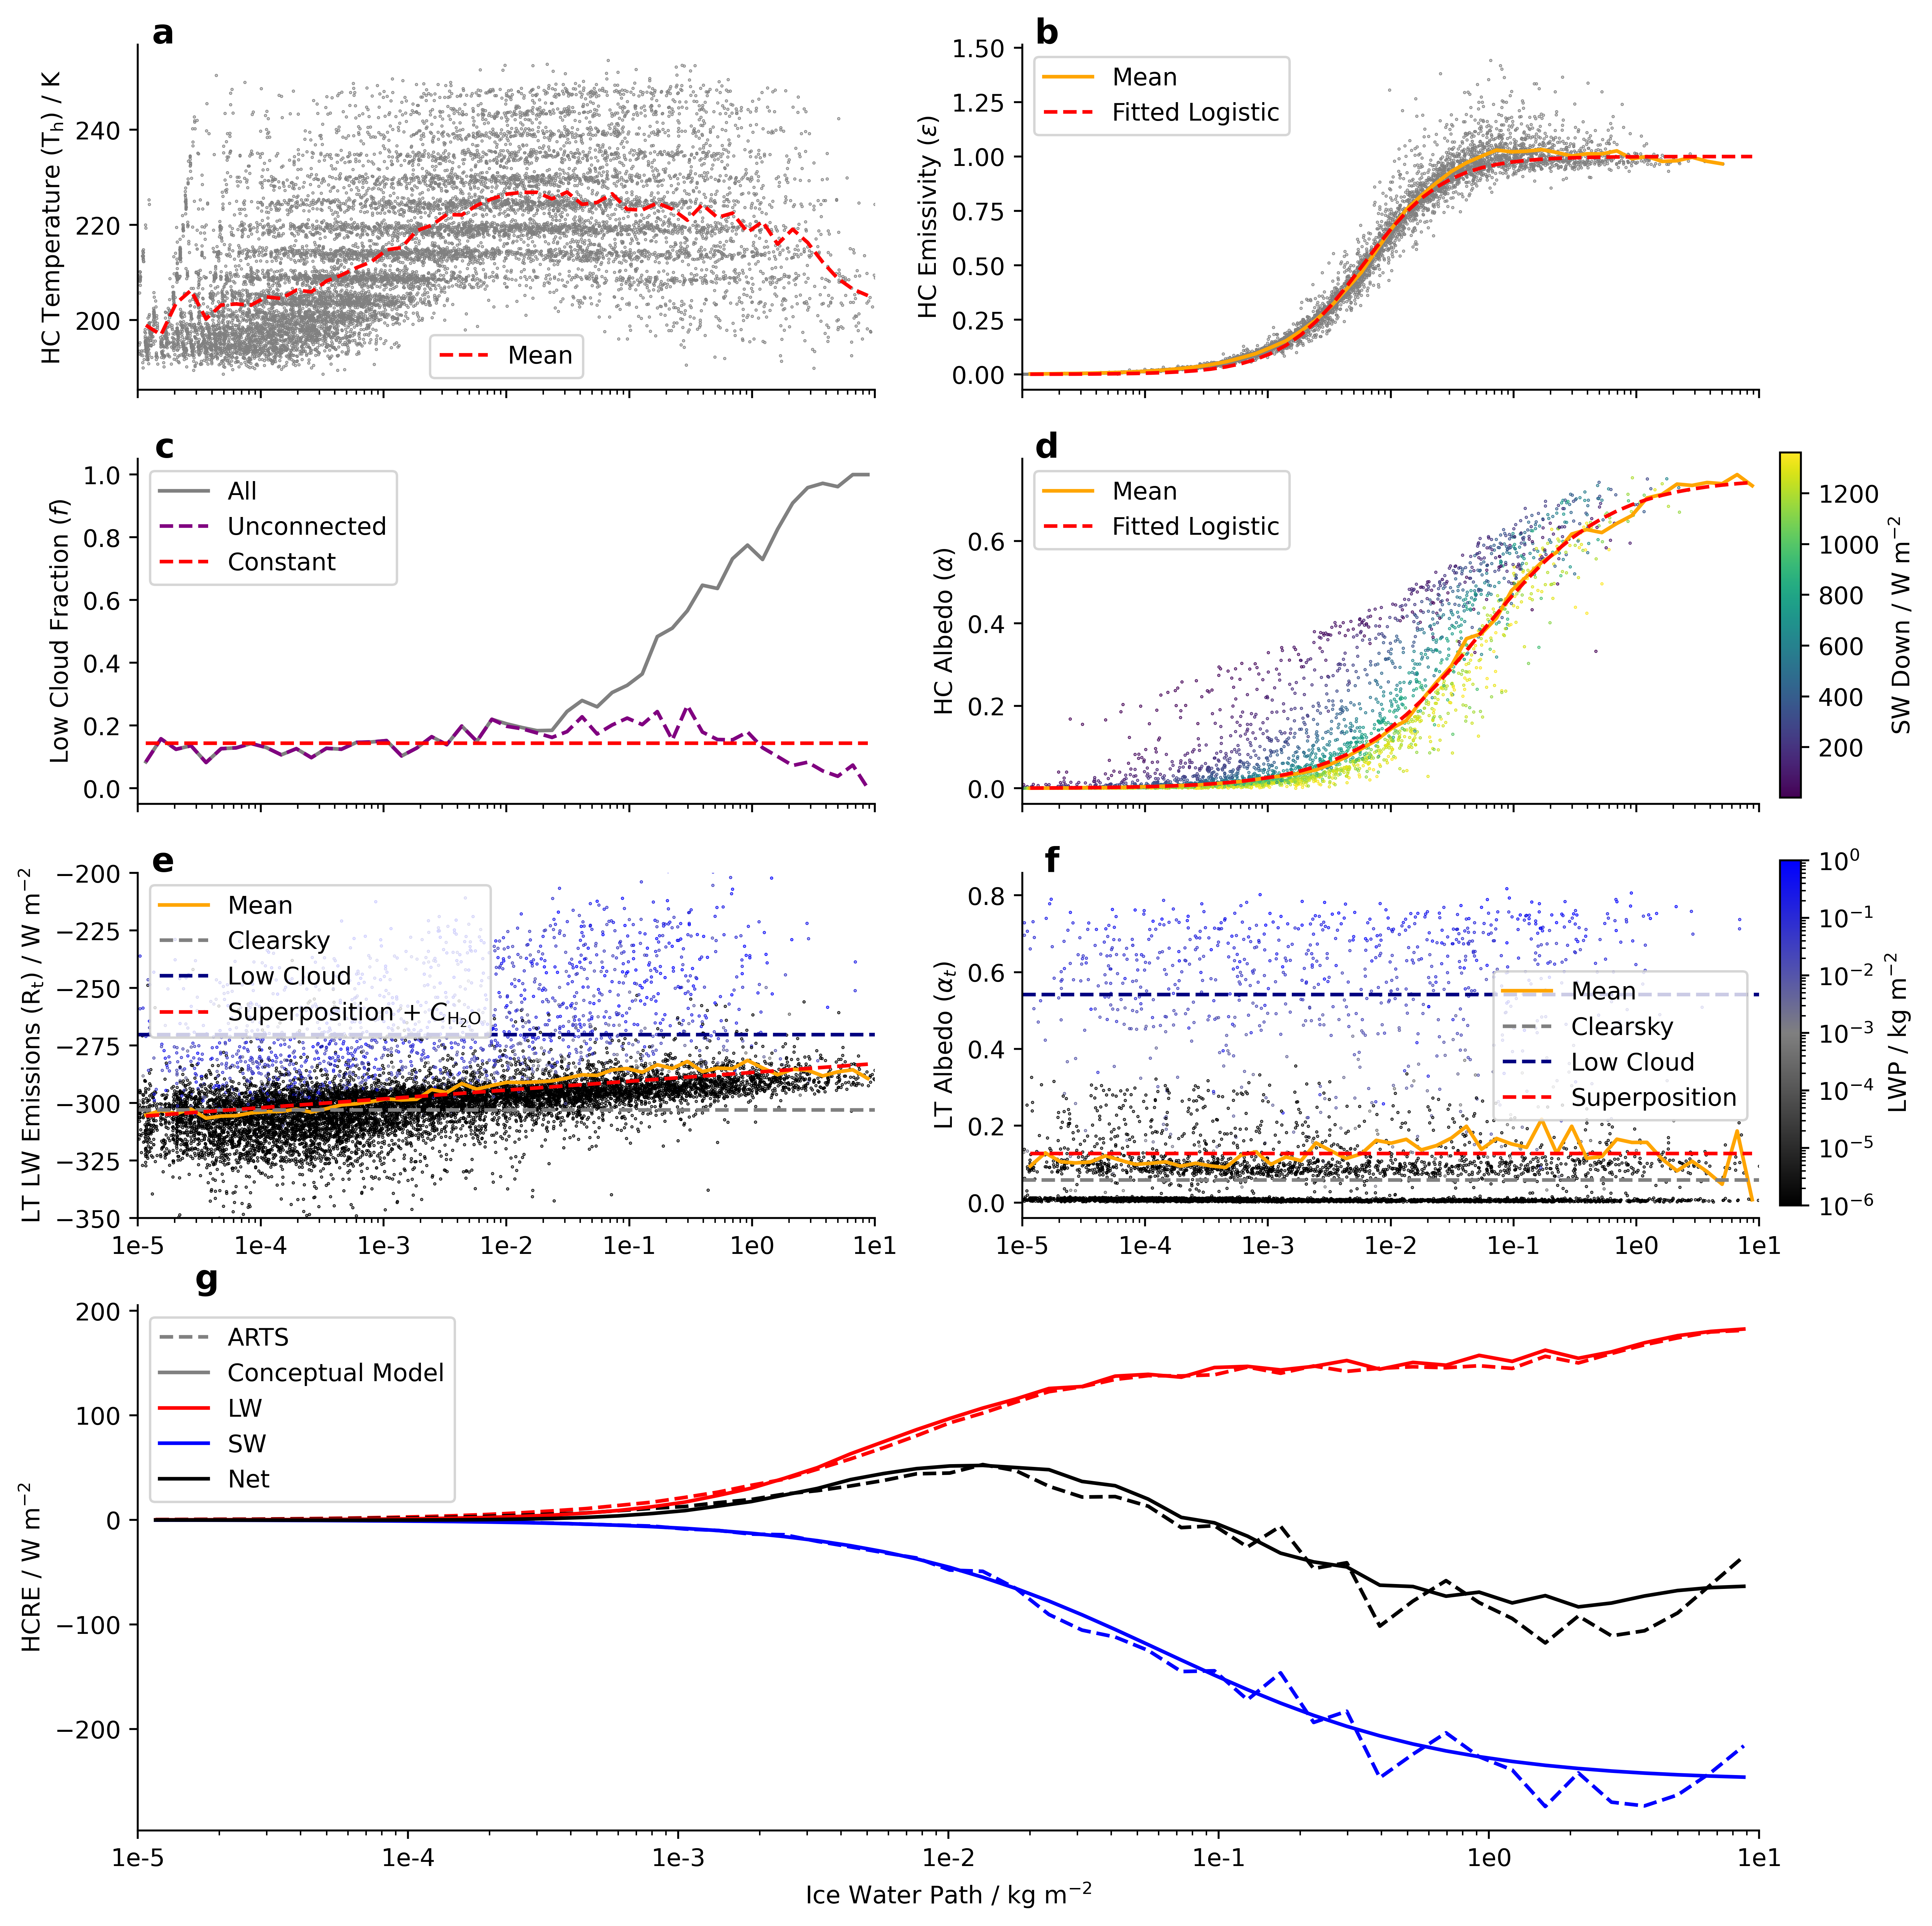 a
HC Temperature (Tₕ) / K
240
220
200
Mean
b
HC Emissivity (ε)
1.50
1.25
1.00
0.75
0.50
0.25
0.00
Mean
Fitted Logistic
c
Low Cloud Fraction (f)
1.0
0.8
0.6
0.4
0.2
0.0
All
Unconnected
Constant
d
HC Albedo (α)
0.6
0.4
0.2
0.0
Mean
Fitted Logistic
1200
1000
800
600
400
200
SW Down / W m⁻²
e
LT LW Emissions (Rₜ) / W m⁻²
−200
−225
−250
−275
−300
−325
−350
Mean
Clearsky
Low Cloud
Superposition + C_H₂O
1e-5 1e-4 1e-3 1e-2 1e-1 1e0 1e1
f
LT Albedo (αₜ)
0.8
0.6
0.4
0.2
0.0
Mean
Clearsky
Low Cloud
Superposition
1e-5 1e-4 1e-3 1e-2 1e-1 1e0 1e1
10⁰
10⁻¹
10⁻²
10⁻³
10⁻⁴
10⁻⁵
10⁻⁶
LWP / kg m⁻²
g
HCRE / W m⁻²
200
100
0
−100
−200
ARTS
Conceptual Model
LW
SW
Net
1e-5 1e-4 1e-3 1e-2 1e-1 1e0 1e1
Ice Water Path / kg m⁻²